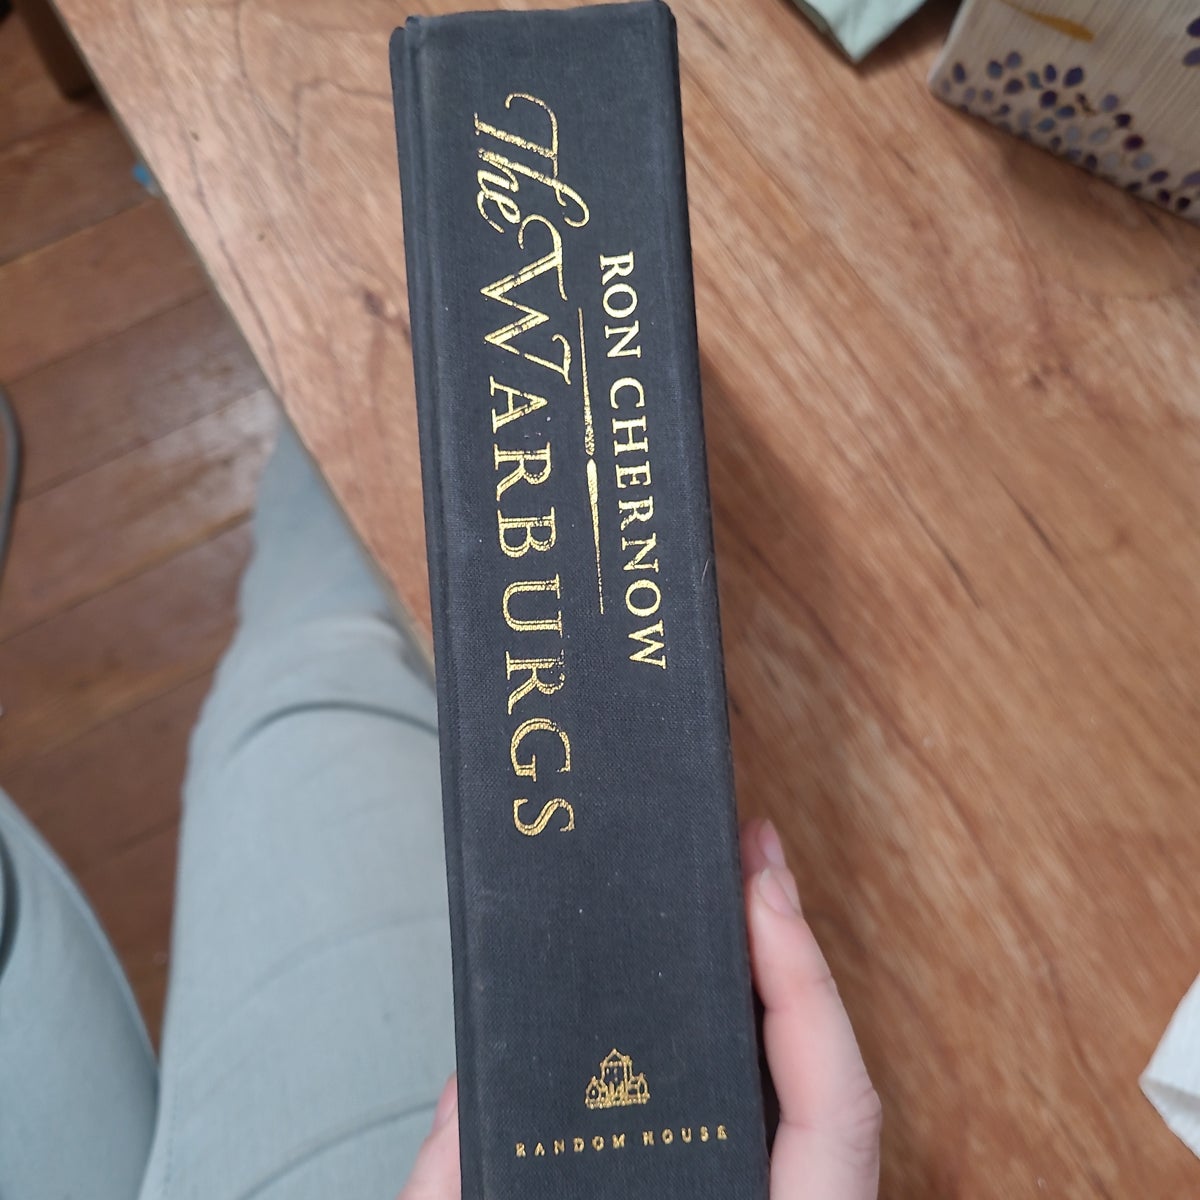 The WARBURGS
RON CHERNOW
RANDOM HOUSE